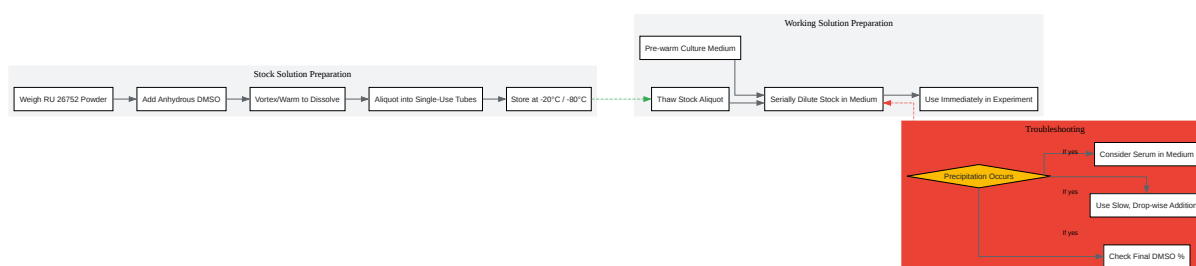 Stock Solution Preparation
Weigh RU 26752 Powder
Add Anhydrous DMSO
Vortex/Warm to Dissolve
Aliquot into Single-Use Tubes
Store at -20°C / -80°C
Working Solution Preparation
Pre-warm Culture Medium
Thaw Stock Aliquot
Serially Dilute Stock in Medium
Use Immediately in Experiment
Troubleshooting
Precipitation Occurs
If yes
Consider Serum in Medium
If yes
Use Slow, Drop-wise Addition
If yes
Check Final DMSO %